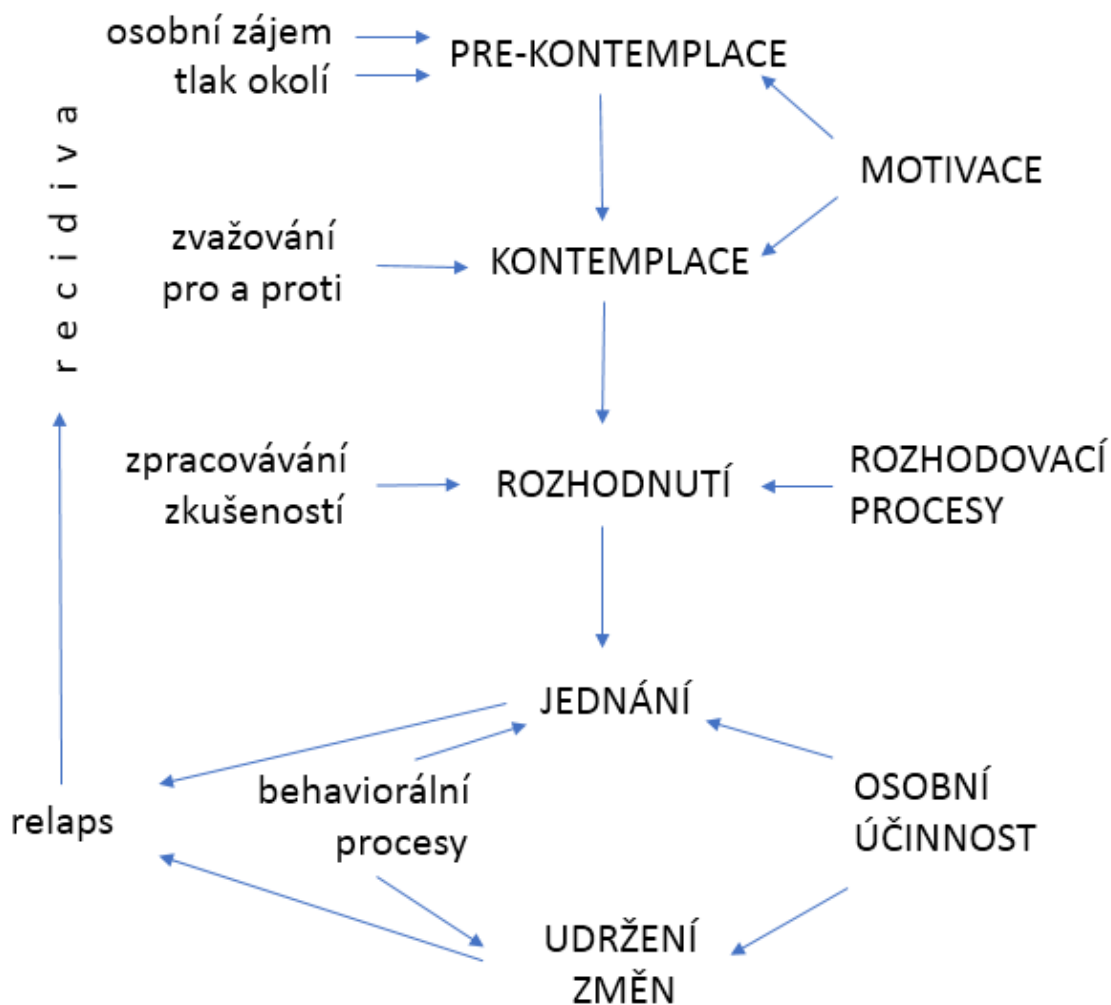 osobní zájem
tlak okolí
PRE-KONTEMPLACE
MOTIVACE
recidiva
zvažování
pro a proti
KONTEMPLACE
zpracovávání
zkušeností
ROZHODNUTÍ
ROZHODOVACÍ
PROCESY
JEDNÁNÍ
relaps
behaviorální
procesy
OSOBNÍ
ÚČINNOST
UDRŽENÍ
ZMĚN